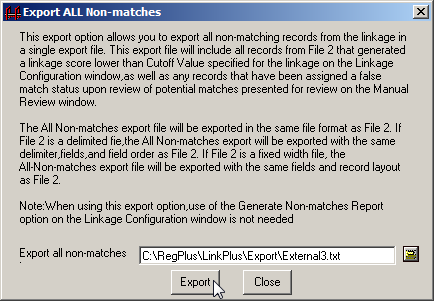 Export ALL Non-matches
This export option allows you to export all non-matching records from the linkage in
a single export file. This export file will include all records from File 2 that generated
a linkage score lower than Cutoff Value specified for the linkage on the Linkage
Configuration window,as well as any records that have been assigned a false
match status upon review of potential matches presented for review on the Manual
Review window.
The All Non-matches export file will be exported in the same file format as File 2. If
File 2 is a delimited fie,the All Non-matches export will be exported with the same
delimiter,fields,and field order as File 2. If File 2 is a fixed width file, the
All-Non-matches export file will be exported with the same fields and record layout
as File 2.
Note:When using this export option,use of the Generate Non-matches Report
option on the Linkage Configuration window is not needed
Export all non-matches
C:\RegPlus\LinkPlus\Export\External3.txt
Export
Close